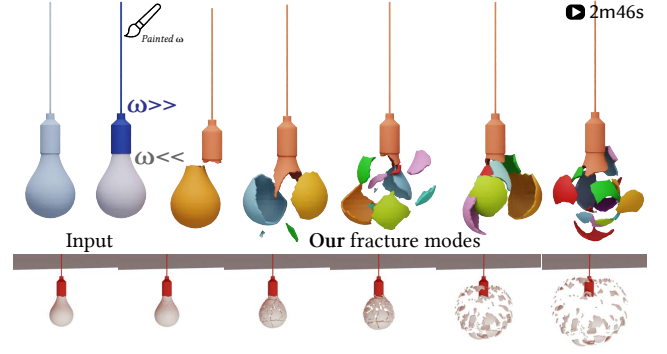 Painted ω
2m46s
ω>>
ω<<
Input
Our fracture modes